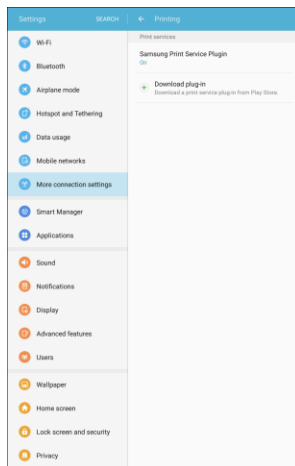 Settings
SEARCH
Wi-Fi
Bluetooth
Airplane mode
Hotspot and Tethering
Data usage
Mobile networks
More connection settings
Smart Manager
Applications
Sound
Notifications
Display
Advanced features
Users
Wallpaper
Home screen
Lock screen and security
Privacy
Printing
Print services
Samsung Print Service Plugin
On
Download plug-in
Download a print service plug-in from Play Store.